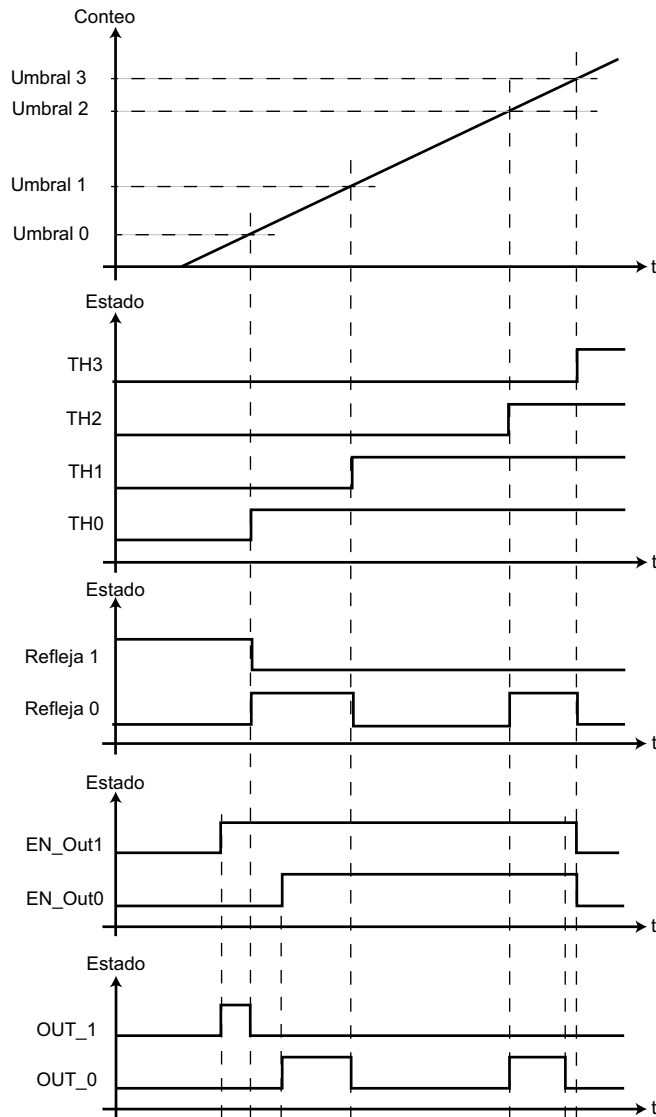 Conteo
Umbral 3
Umbral 2
Umbral 1
Umbral 0
t
Estado
TH3
TH2
TH1
TH0
t
Estado
Refleja 1
Refleja 0
t
Estado
EN_Out1
EN_Out0
t
Estado
OUT_1
OUT_0
t